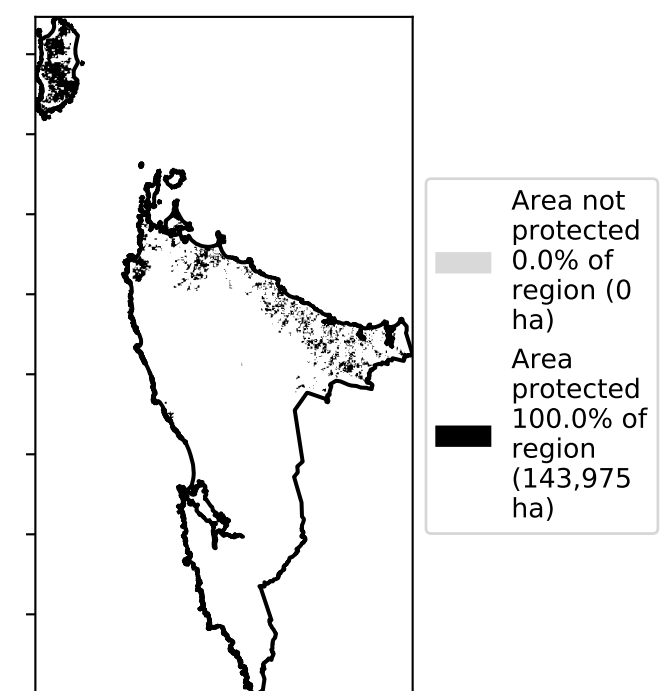 Area not
protected
0.0% of
region (0
ha)
Area
protected
100.0% of
region
(143,975
ha)